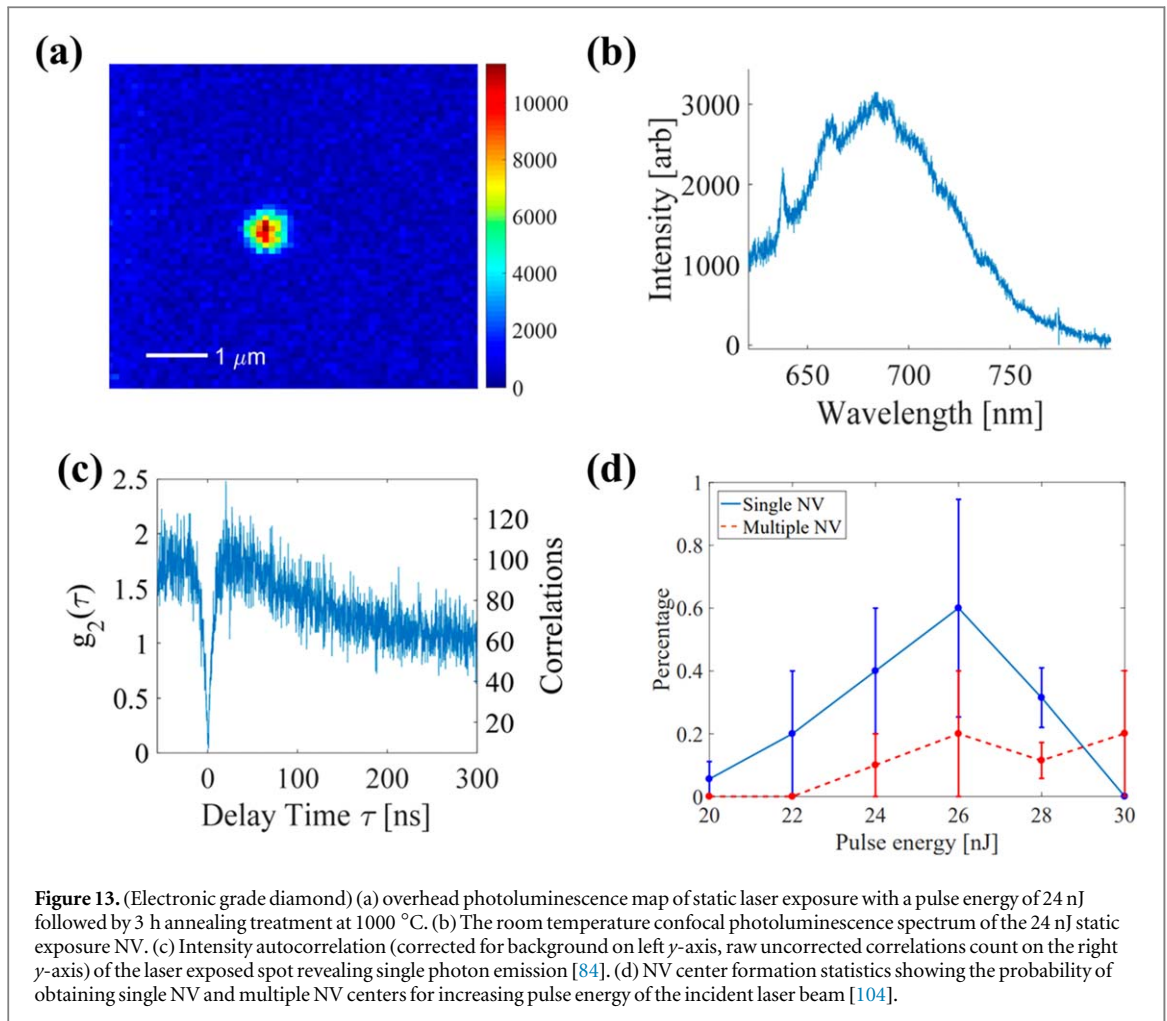 (a)
10000
8000
6000
4000
2000
0
1 μm
(b)
3000
2000
1000
0
Intensity [arb]
650 700 750
Wavelength [nm]
(c)
2.5
2
1.5
1
0.5
0
g2(τ)
120
100
80
60
40
20
Correlations
0 100 200 300
Delay Time τ [ns]
(d)
1
0.8
0.6
0.4
0.2
0
Percentage
Single NV
Multiple NV
20 22 24 26 28 30
Pulse energy [nJ]
Figure 13. (Electronic grade diamond) (a) overhead photoluminescence map of static laser exposure with a pulse energy of 24 nJ
followed by 3 h annealing treatment at 1000 °C. (b) The room temperature confocal photoluminescence spectrum of the 24 nJ static
exposure NV. (c) Intensity autocorrelation (corrected for background on left y-axis, raw uncorrected correlations count on the right
y-axis) of the laser exposed spot revealing single photon emission [84]. (d) NV center formation statistics showing the probability of
obtaining single NV and multiple NV centers for increasing pulse energy of the incident laser beam [104].